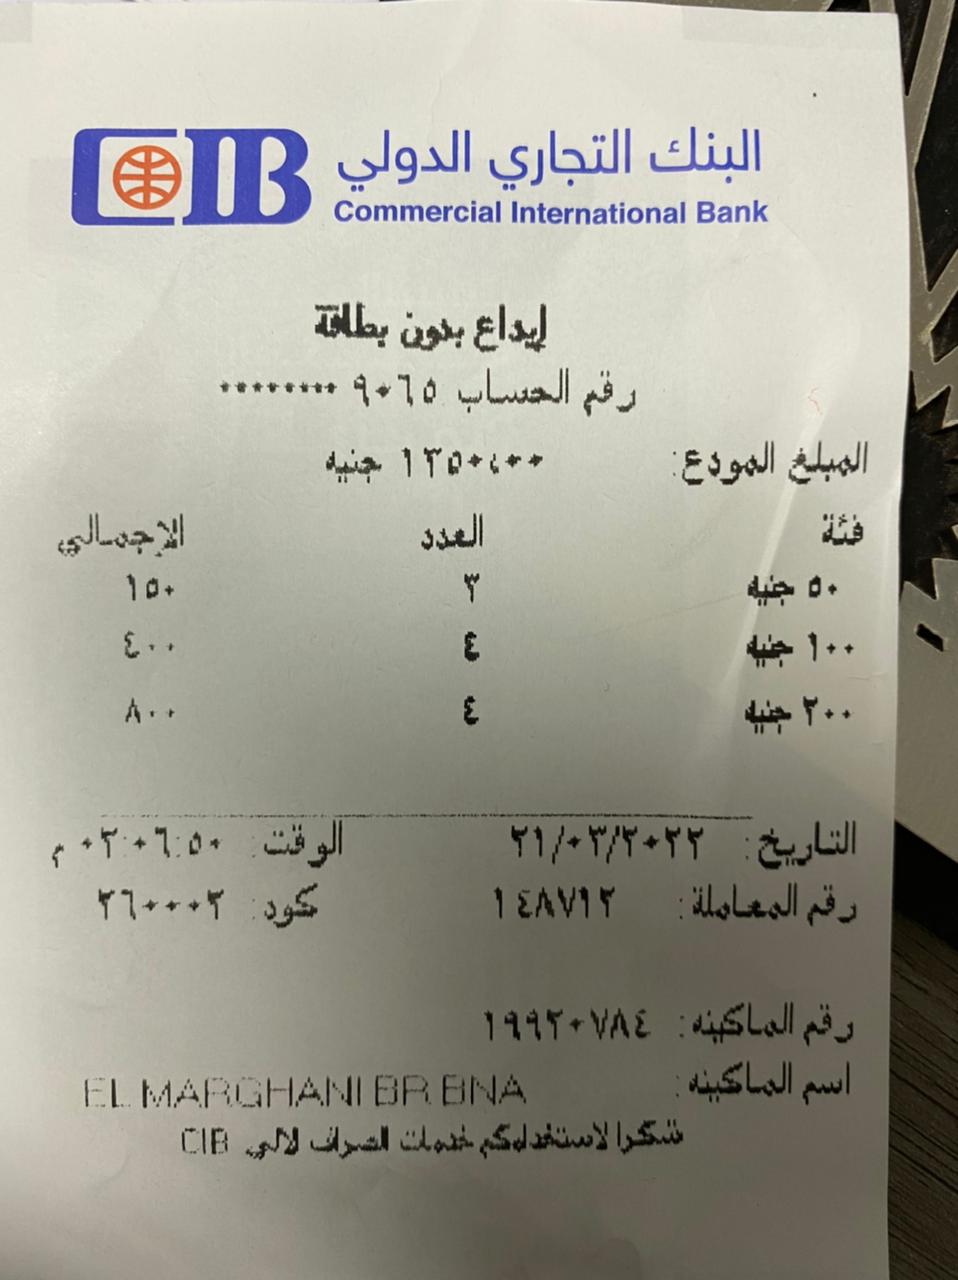 CIB البنك التجاري الدولي
Commercial International Bank
إيداع بدون بطاقة
رقم الحساب ٩٠٦٥ ********
المبلغ المودع: ١٣٥٠،٠٠ جنيه
فئة العدد الإجمالي
٥٠ جنيه ٣ ١٥٠
١٠٠ جنيه ٤ ٤٠٠
٢٠٠ جنيه ٤ ٨٠٠
التاريخ: ٢١/٠٣/٢٠٢٢ الوقت: ٠٢:٠٦:٥٠ م
رقم المعاملة: ١٤٨٧١٢ كود: ٢٦٠٠٠٢
رقم الماكينه: ١٩٩٢٠٧٨٤
اسم الماكينه: EL MARGHANI BR BNA
شكرا لاستخدامكم خدمات الصراف لالي CIB